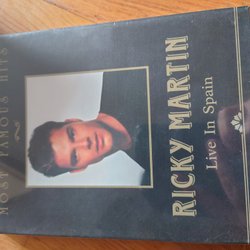 MOST FAMOUS HITS
RICKY MARTIN
Live In Spain